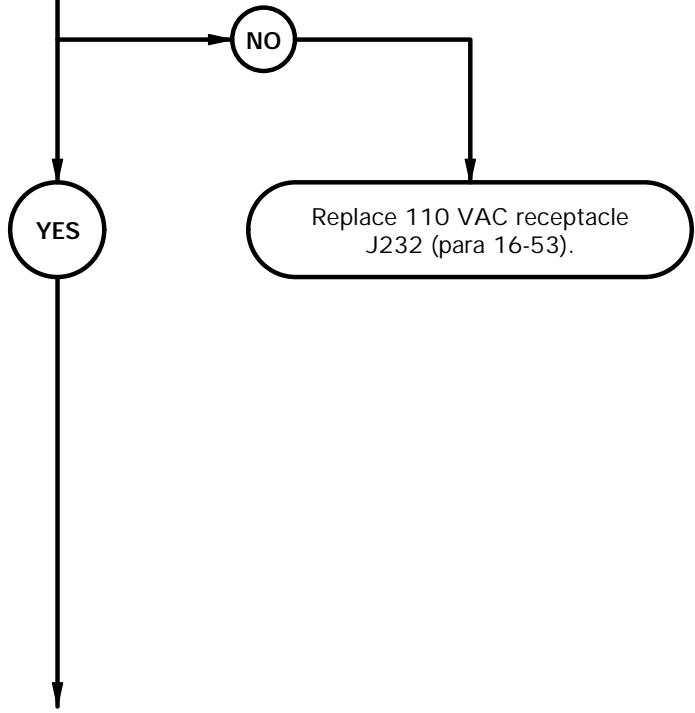 NO
YES
Replace 110 VAC receptacle
J232 (para 16-53).